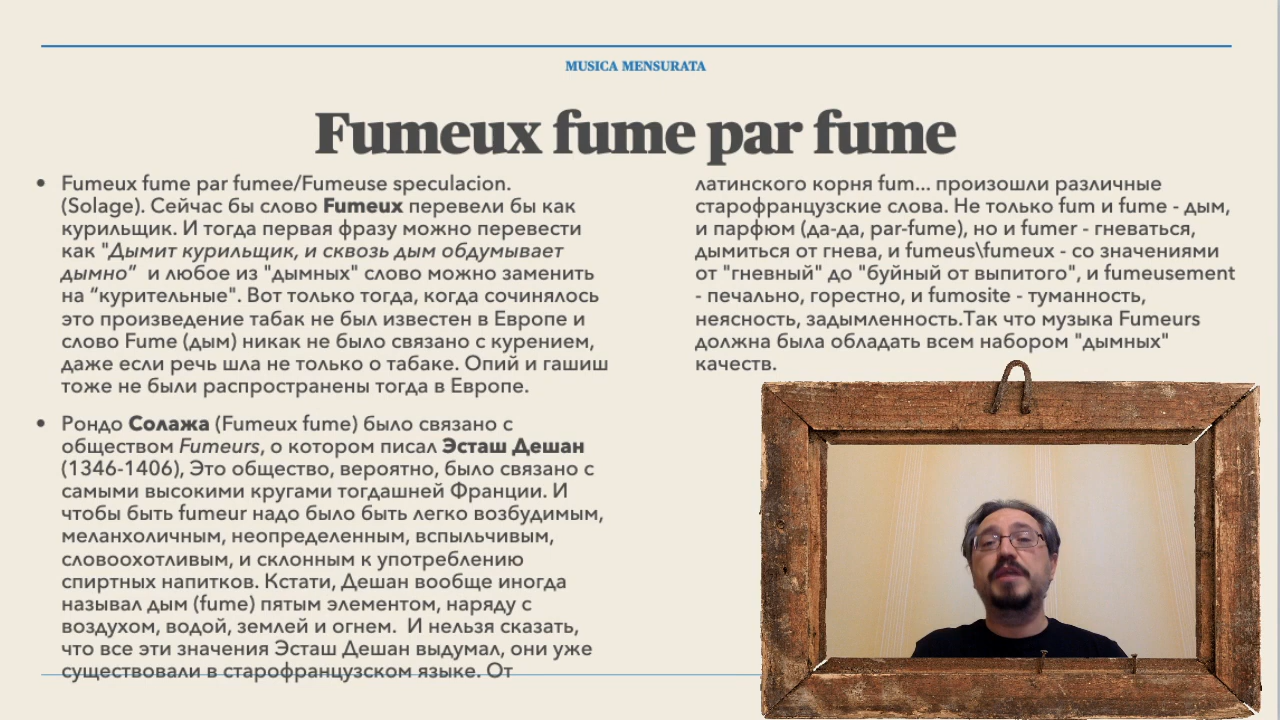 MUSICA MENSURATA
Fumeux fume par fume
• Fumeux fume par fumee/Fumeuse speculacion.
(Solage). Сейчас бы слово Fumeux перевели бы как
курильщик. И тогда первая фразу можно перевести
как "Дымит курильщик, и сквозь дым обдумывает
дымно” и любое из "дымных" слово можно заменить
на “курительные". Вот только тогда, когда сочинялось
это произведение табак не был известен в Европе и
слово Fume (дым) никак не было связано с курением,
даже если речь шла не только о табаке. Опий и гашиш
тоже не были распространены тогда в Европе.
• Рондо Солажа (Fumeux fume) было связано с
обществом Fumeurs, о котором писал Эсташ Дешан
(1346-1406), Это общество, вероятно, было связано с
самыми высокими кругами тогдашней Франции. И
чтобы быть fumeur надо было быть легко возбудимым,
меланхоличным, неопределенным, вспыльчивым,
словоохотливым, и склонным к употреблению
спиртных напитков. Кстати, Дешан вообще иногда
называл дым (fume) пятым элементом, наряду с
воздухом, водой, землей и огнем. И нельзя сказать,
что все эти значения Эсташ Дешан выдумал, они уже
существовали в старофранцузском языке. От
латинского корня fum... произошли различные
старофранцузские слова. Не только fum и fume - дым,
и парфюм (да-да, par-fume), но и fumer - гневаться,
дымиться от гнева, и fumeus\fumeux - со значениями
от "гневный" до "буйный от выпитого", и fumeusement
- печально, горестно, и fumosite - туманность,
неясность, задымленность.Так что музыка Fumeurs
должна была обладать всем набором "дымных"
качеств.